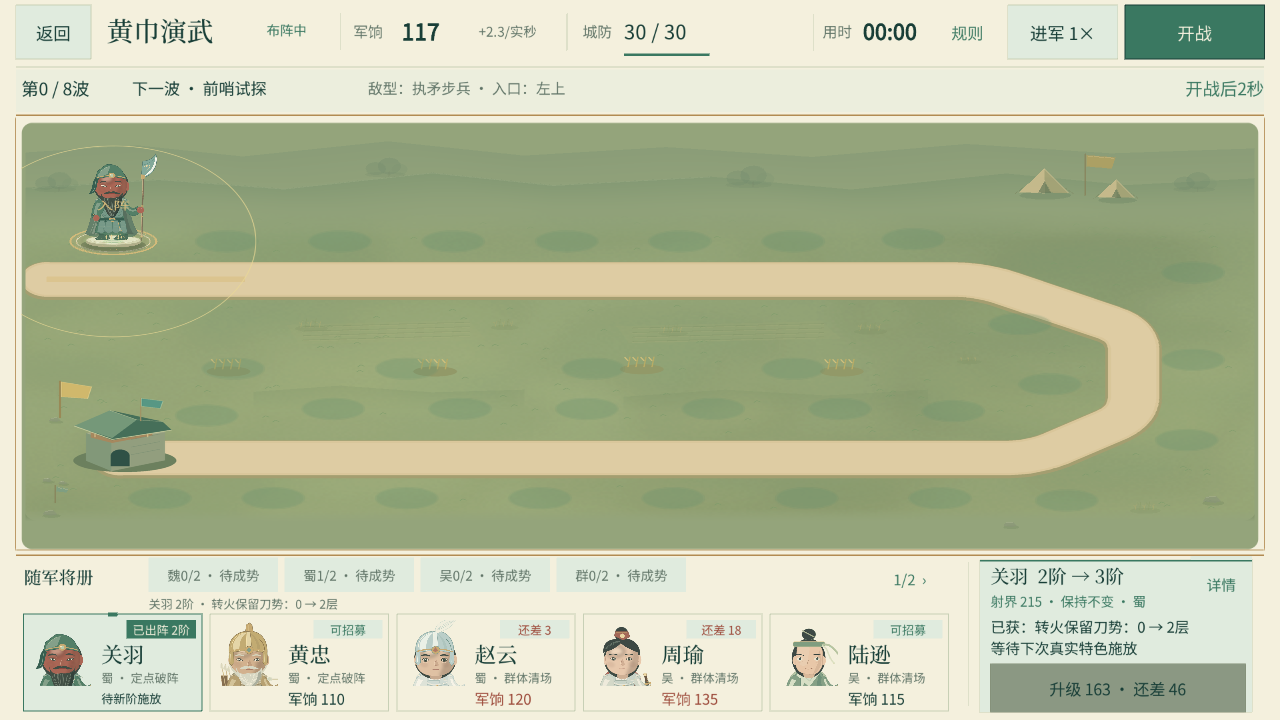 返回
黄巾演武
布阵中
军饷 117 +2.3/实秒
城防 30 / 30
用时 00:00
规则
进军 1×
开战
第0 / 8波
下一波 · 前哨试探
敌型：执矛步兵 · 入口：左上
开战后2秒
入阵
随军将册
魏0/2 · 待成势
蜀1/2 · 待成势
吴0/2 · 待成势
群0/2 · 待成势
1/2 ›
关羽 2阶 · 转火保留刀势：0→2层
已出阵 2阶
关羽
蜀 · 定点破阵
待新阶施放
可招募
黄忠
蜀 · 定点破阵
军饷 110
还差 3
赵云
蜀 · 群体清场
军饷 120
还差 18
周瑜
吴 · 群体清场
军饷 135
可招募
陆逊
吴 · 群体清场
军饷 115
关羽 2阶→3阶
详情
射界 215 · 保持不变 · 蜀
已获：转火保留刀势：0→2层
等待下次真实特色施放
升级 163 · 还差 46